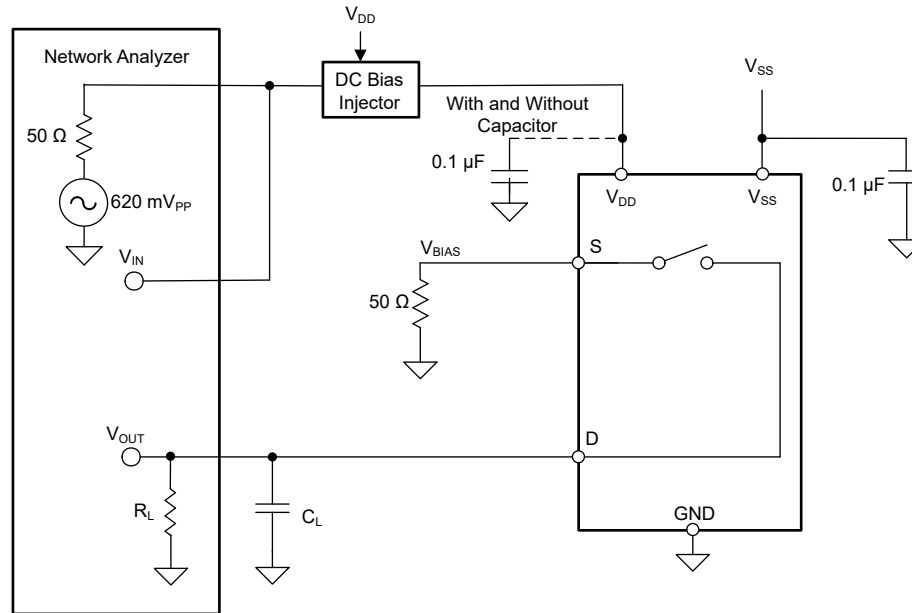 V_DD
Network Analyzer
DC Bias
Injector
V_SS
With and Without
Capacitor
50 Ω
0.1 µF
0.1 µF
620 mV_PP
V_DD
V_SS
V_IN
V_BIAS
S
50 Ω
V_OUT
D
R_L
C_L
GND